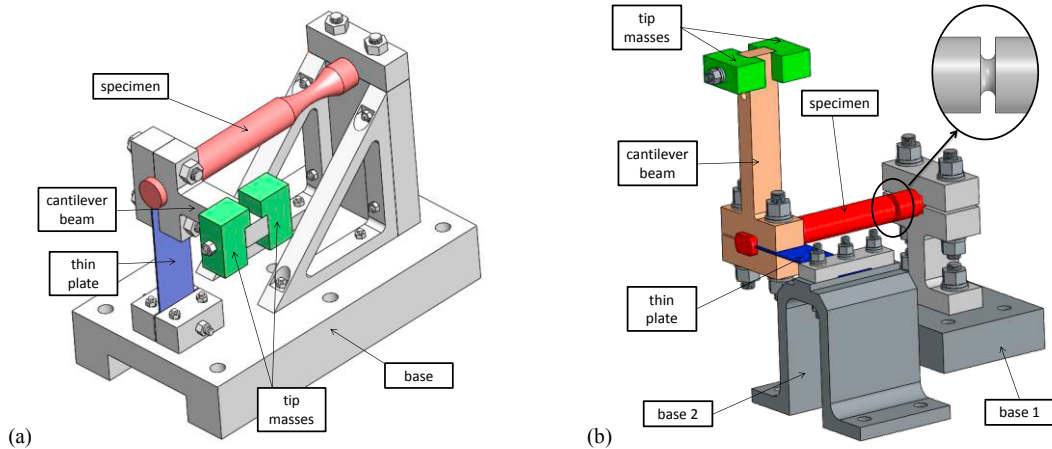 specimen
cantilever
beam
thin
plate
tip
masses
base
(a)
tip
masses
specimen
cantilever
beam
thin
plate
base 2
base 1
(b)